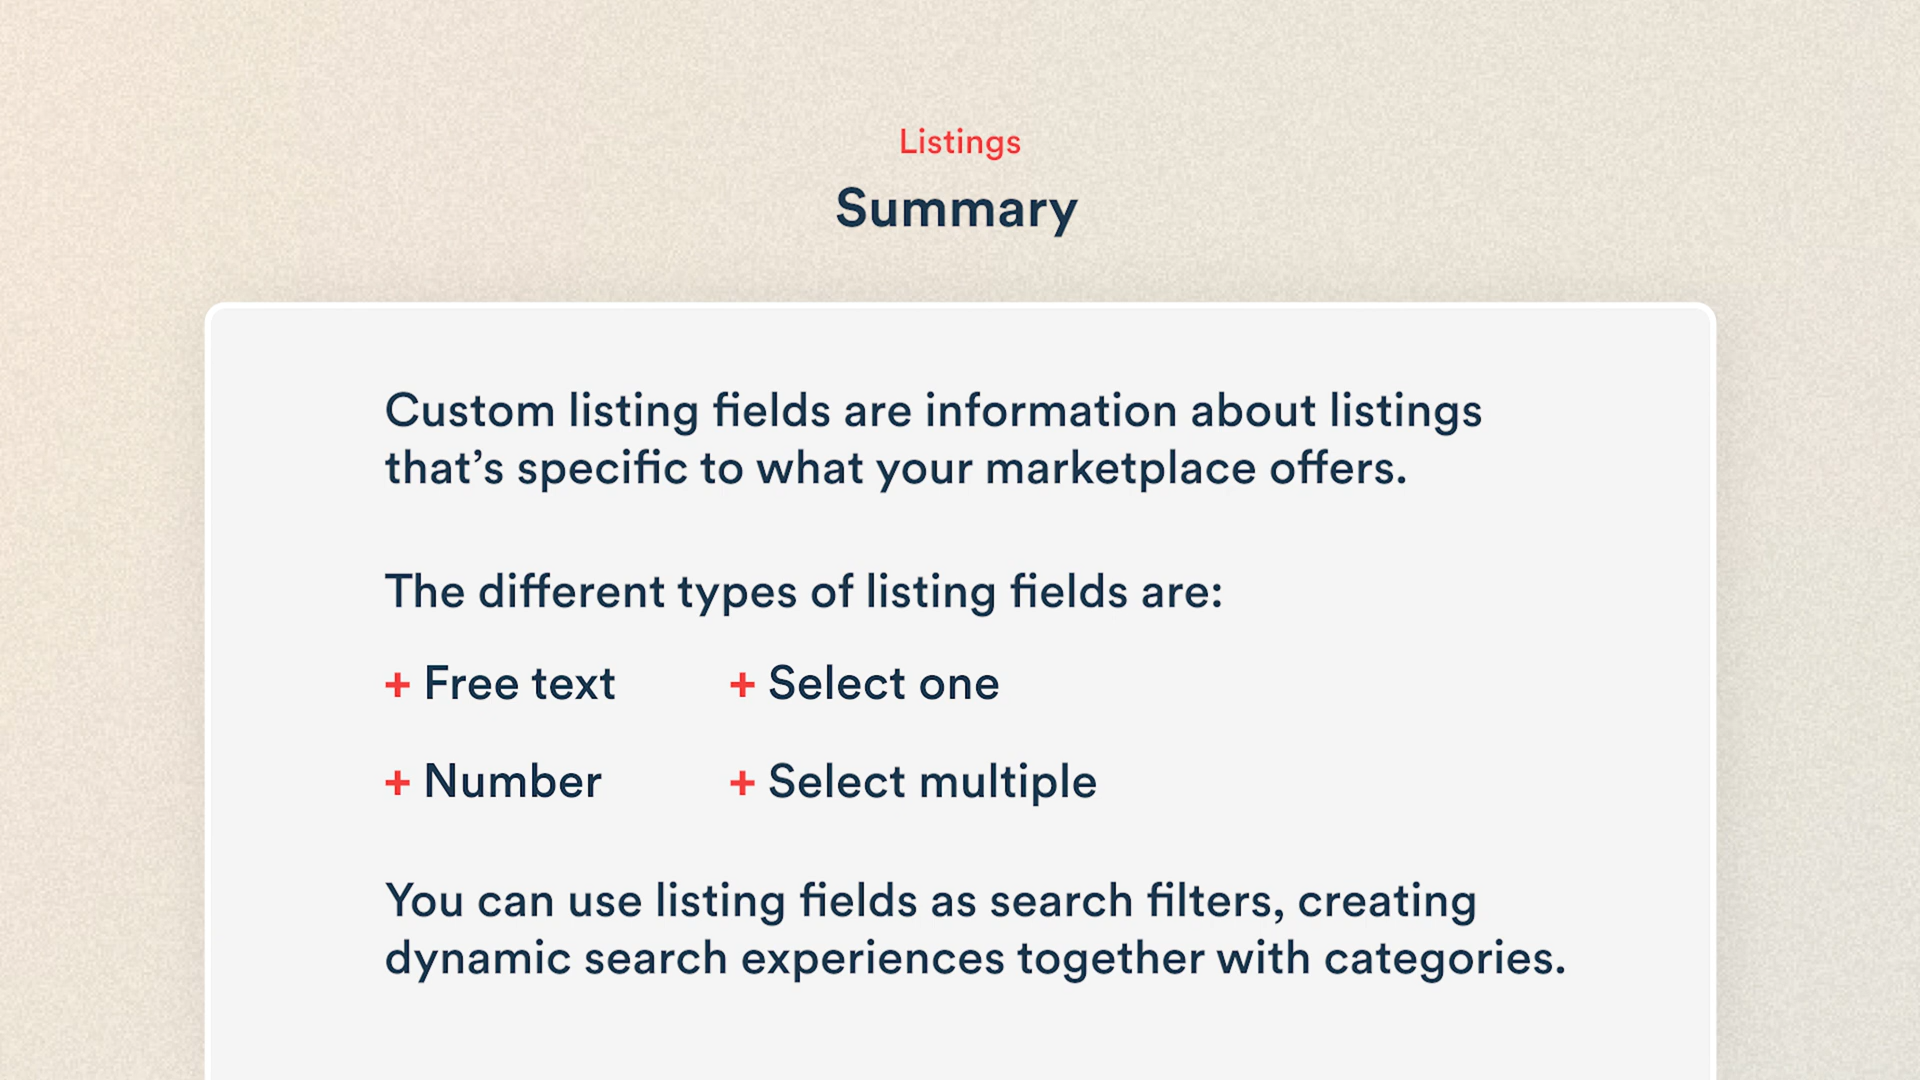 Listings
Summary
Custom listing fields are information about listings
that’s specific to what your marketplace offers.
The different types of listing fields are:
+ Free text + Select one
+ Number + Select multiple
You can use listing fields as search filters, creating
dynamic search experiences together with categories.